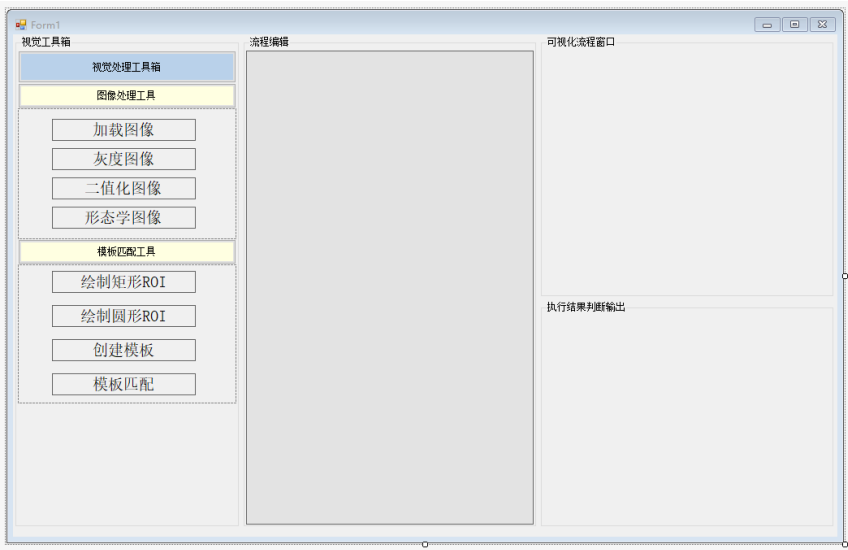 Form1
视觉工具箱
视觉处理工具箱
图像处理工具
加载图像
灰度图像
二值化图像
形态学图像
模板匹配工具
绘制矩形ROI
绘制圆形ROI
创建模板
模板匹配
流程编辑
可视化流程窗口
执行结果判断输出